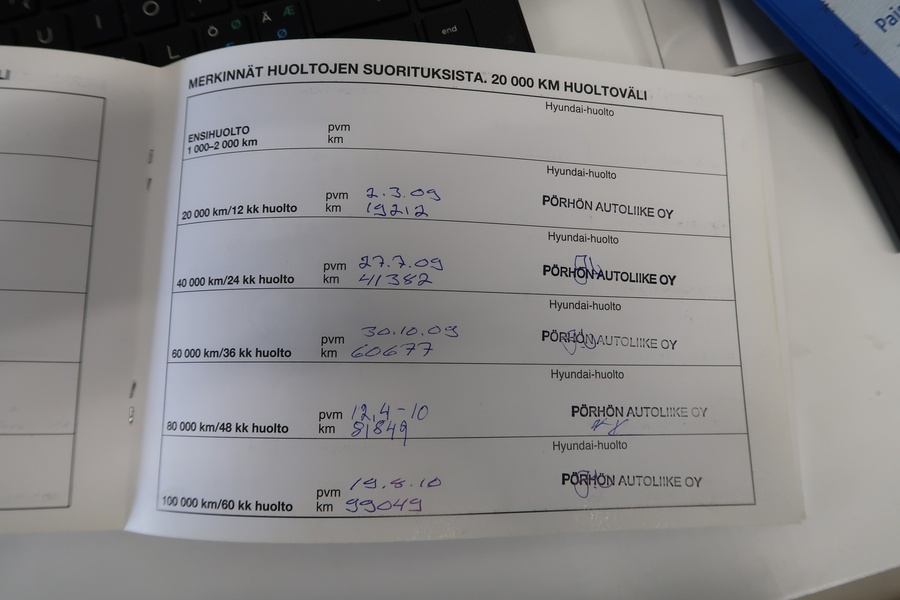 U I O Ö Ø Ä Æ
L
end
Pai
LI
MERKINNÄT HUOLTOJEN SUORITUKSISTA. 20 000 KM HUOLTOVÄLI
Hyundai-huolto
ENSIHUOLTO pvm
1 000–2 000 km km
Hyundai-huolto
pvm 2.3.09
20 000 km/12 kk huolto km 19212 PÖRHÖN AUTOLIIKE OY
Hyundai-huolto
pvm 27.7.09
40 000 km/24 kk huolto km 41382 PÖRHÖN AUTOLIIKE OY
Hyundai-huolto
pvm 30.10.09
60 000 km/36 kk huolto km 60677 PÖRHÖN AUTOLIIKE OY
Hyundai-huolto
pvm 12.4-10
80 000 km/48 kk huolto km 81849 PÖRHÖN AUTOLIIKE OY
Hyundai-huolto
pvm 19.8.10
100 000 km/60 kk huolto km 99049 PÖRHÖN AUTOLIIKE OY